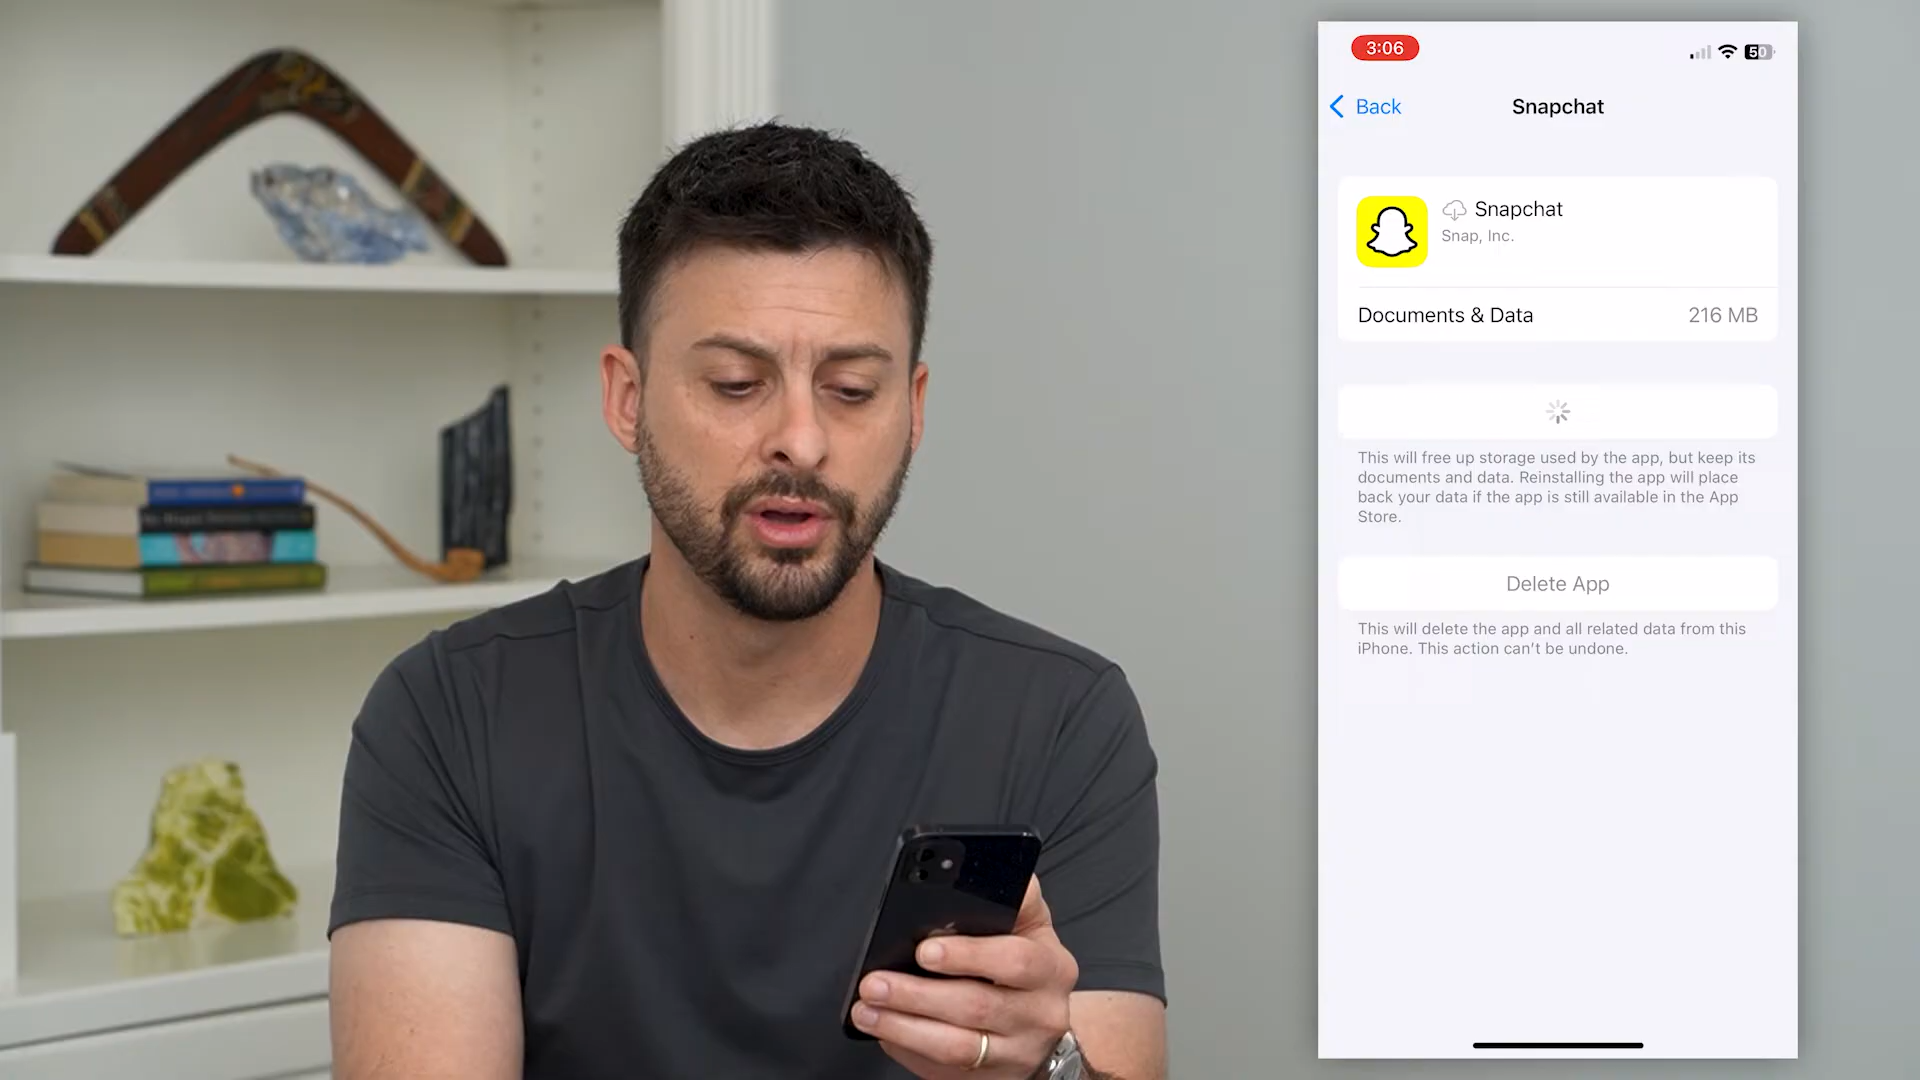 3:06
50
Back
Snapchat
Snapchat
Snap, Inc.
Documents & Data
216 MB
This will free up storage used by the app, but keep its
documents and data. Reinstalling the app will place
back your data if the app is still available in the App
Store.
Delete App
This will delete the app and all related data from this
iPhone. This action can't be undone.